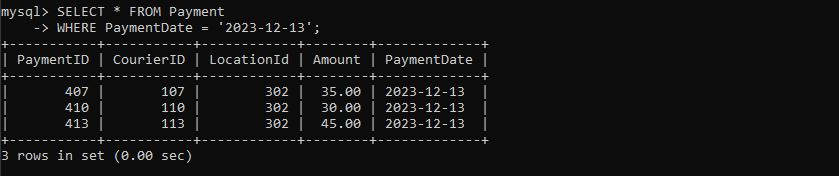 mysql> SELECT * FROM Payment
    -> WHERE PaymentDate = '2023-12-13';
+-----------+-----------+------------+--------+-------------+
| PaymentID | CourierID | LocationId | Amount | PaymentDate |
+-----------+-----------+------------+--------+-------------+
|       407 |       107 |        302 |  35.00 | 2023-12-13  |
|       410 |       110 |        302 |  30.00 | 2023-12-13  |
|       413 |       113 |        302 |  45.00 | 2023-12-13  |
+-----------+-----------+------------+--------+-------------+
3 rows in set (0.00 sec)